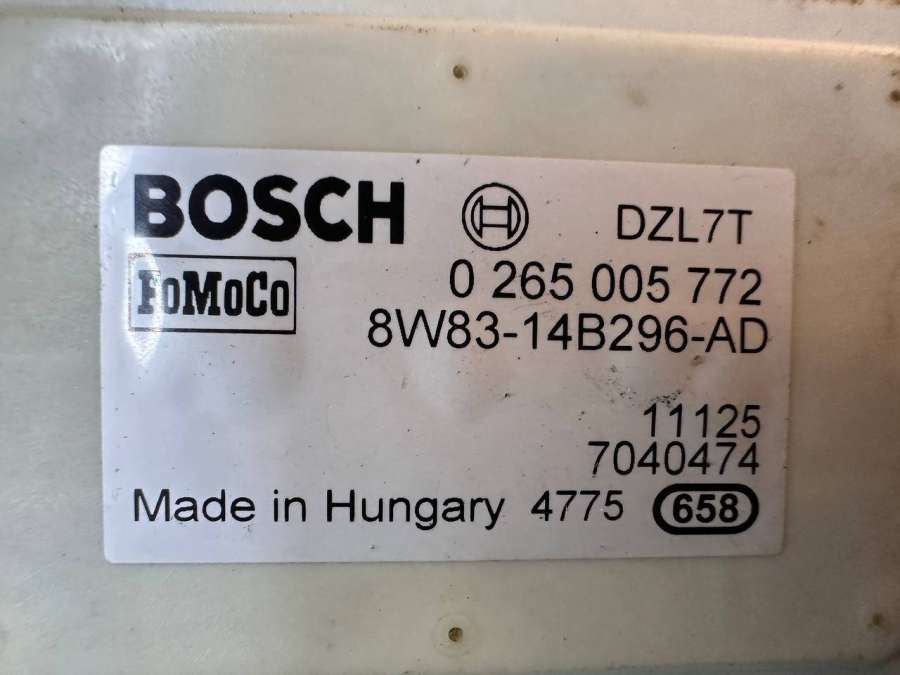 BOSCH DZL7T
FoMoCo 0 265 005 772
8W83-14B296-AD
11125
7040474
Made in Hungary 4775 658